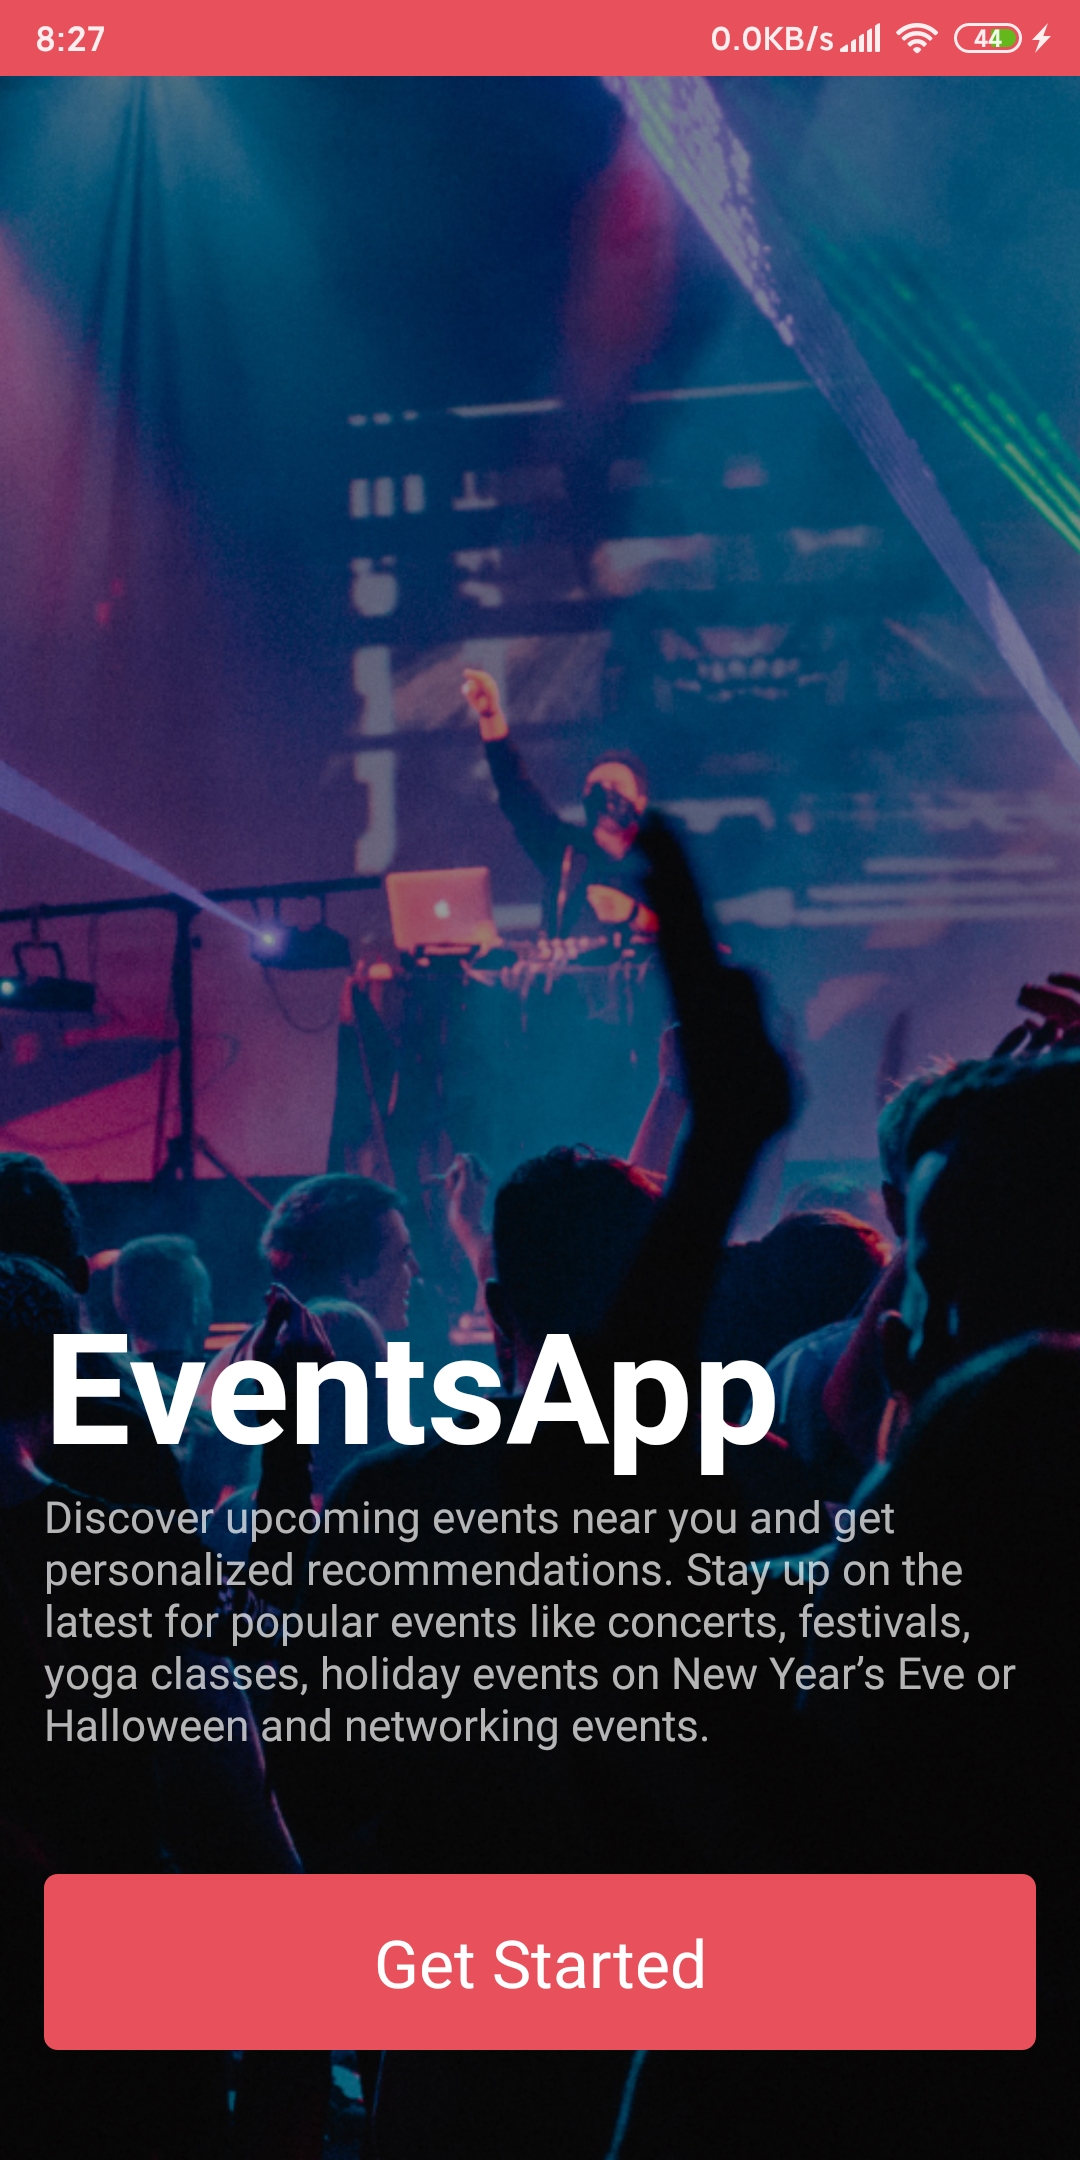 8:27 0.0KB/s 44
EventsApp
Discover upcoming events near you and get
personalized recommendations. Stay up on the
latest for popular events like concerts, festivals,
yoga classes, holiday events on New Year’s Eve or
Halloween and networking events.
Get Started